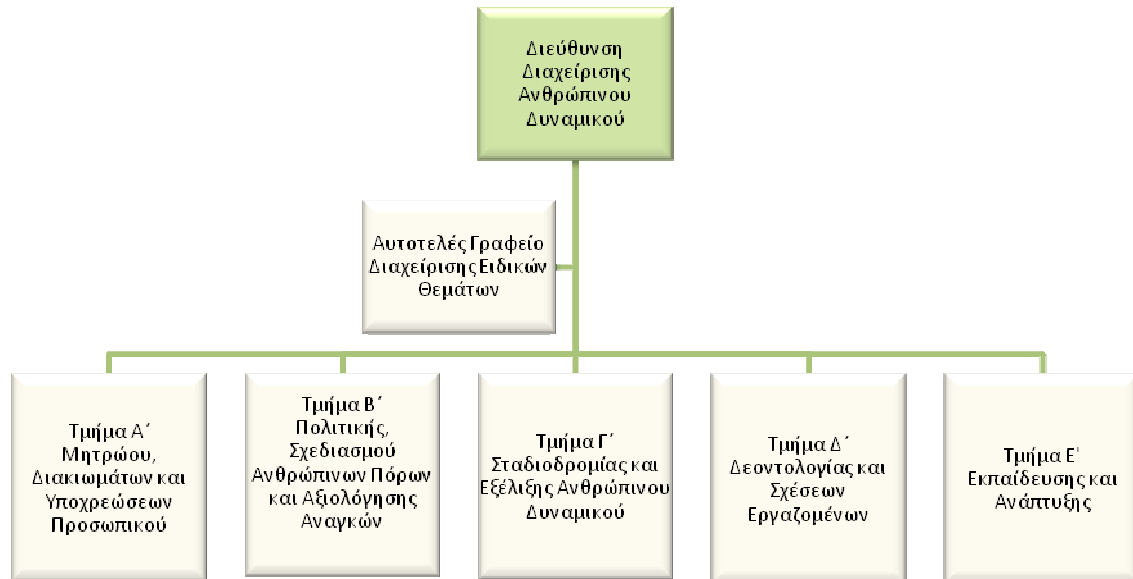 Διεύθυνση
Διαχείρισης
Ανθρώπινου
Δυναμικού
Αυτοτελές Γραφείο
Διαχείρισης Ειδικών
Θεμάτων
Τμήμα Α΄
Μητρώου,
Διακιωμάτων και
Υποχρεώσεων
Προσωπικού
Τμήμα Β΄
Πολιτικής,
Σχεδιασμού
Ανθρώπινων Πόρων
και Αξιολόγησης
Αναγκών
Τμήμα Γ΄
Σταδιοδρομίας και
Εξέλιξης Ανθρώπινου
Δυναμικού
Τμήμα Δ΄
Δεοντολογίας και
Σχέσεων
Εργαζομένων
Τμήμα Ε'
Εκπαίδευσης και
Ανάπτυξης